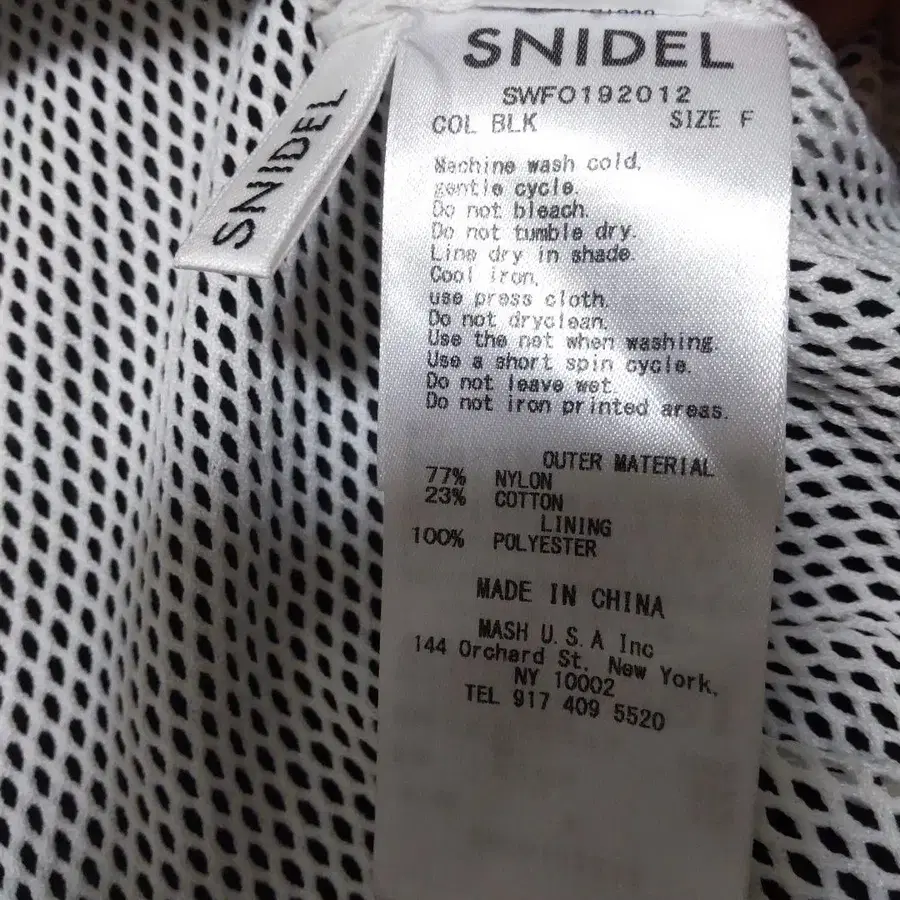 SNIDEL
SNIDEL
SWFO192012
COL BLK SIZE F
Machine wash cold,
gentle cycle.
Do not bleach.
Do not tumble dry.
Line dry in shade.
Cool iron,
use press cloth.
Do not dryclean.
Use the net when washing.
Use a short spin cycle.
Do not leave wet.
Do not iron printed areas.
OUTER MATERIAL
77% NYLON
23% COTTON
LINING
100% POLYESTER
MADE IN CHINA
MASH U.S.A Inc
144 Orchard St. New York,
NY 10002
TEL 917 409 5520